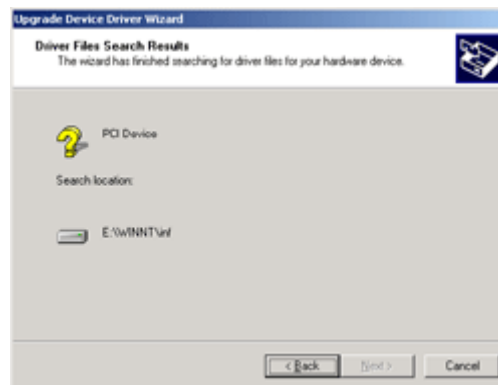 Upgrade Device Driver Wizard
Driver Files Search Results
The wizard has finished searching for driver files for your hardware device.
PCI Device
Search location:
E:\WINNT\inf
< Back
Next >
Cancel